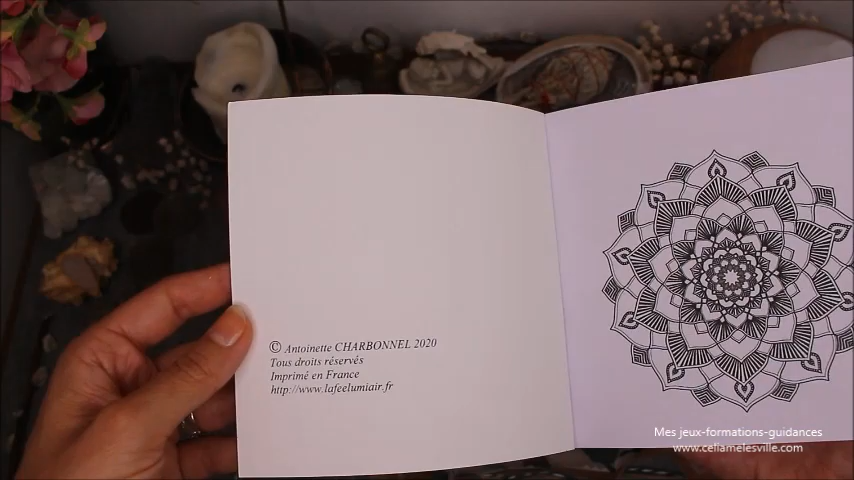 © Antoinette CHARBONNEL 2020
Tous droits réservés
Imprimé en France
http://www.lafeelumiair.fr
Mes jeux-formations-guidances
www.celiamelesville.com